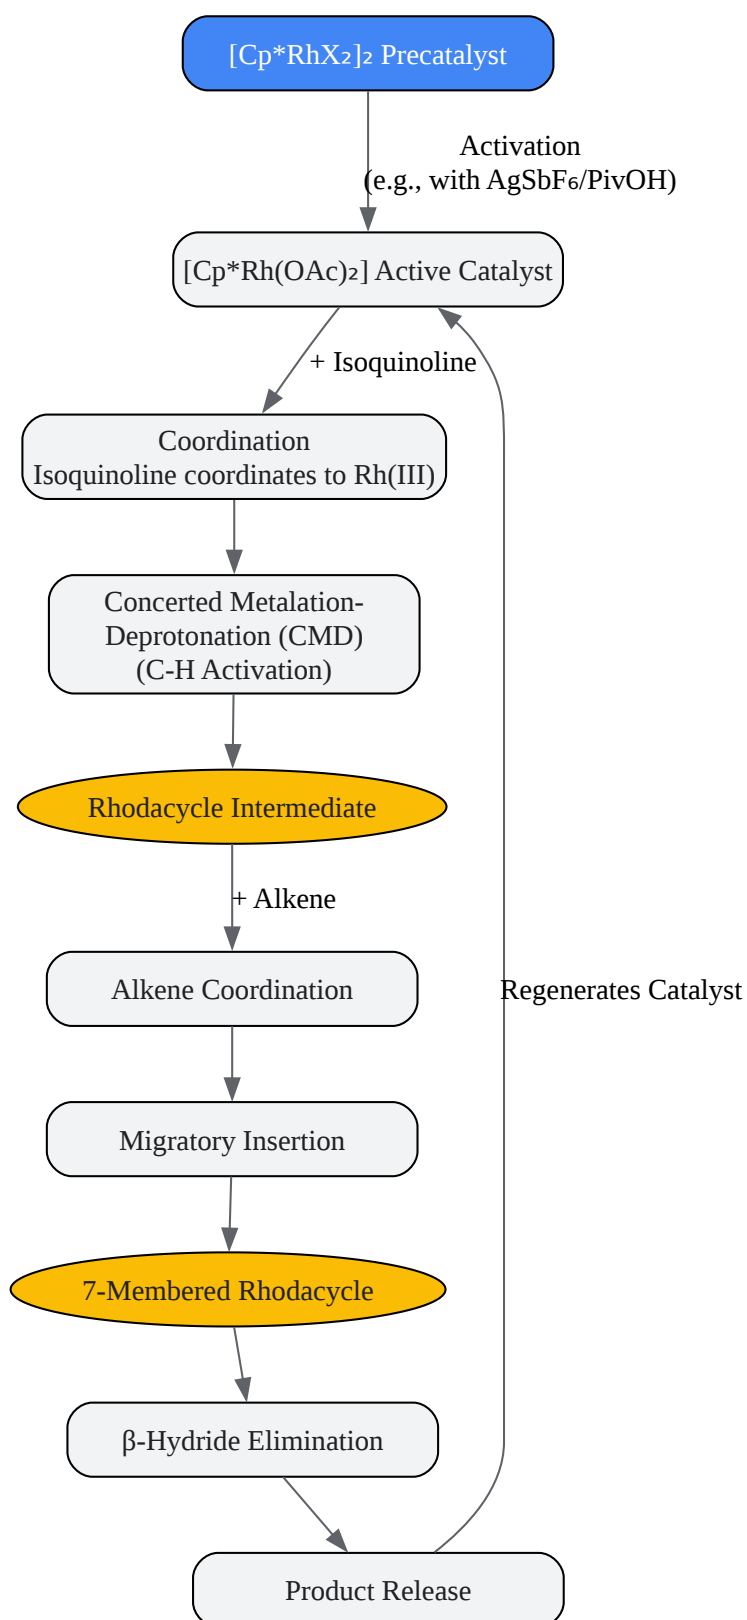 [Cp*RhX₂]₂ Precatalyst
Activation
(e.g., with AgSbF₆/PivOH)
[Cp*Rh(OAc)₂] Active Catalyst
+ Isoquinoline
Coordination
Isoquinoline coordinates to Rh(III)
Concerted Metalation-
Deprotonation (CMD)
(C-H Activation)
Rhodacycle Intermediate
+ Alkene
Alkene Coordination
Regenerates Catalyst
Migratory Insertion
7-Membered Rhodacycle
β-Hydride Elimination
Product Release